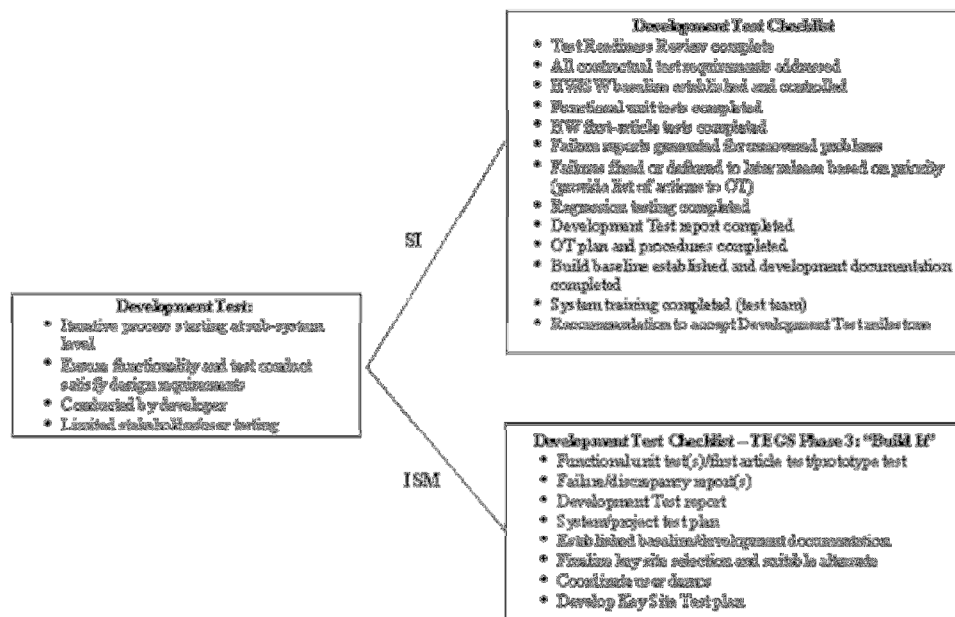 Development Test Checklist
* Test Readiness Review complete
* All contractual test requirements addressed
* HW/SW baseline established and controlled
* Functional unit tests completed
* HW first-article tests completed
* Failure reports generated for uncovered problems
* Failures fixed or deferred to later release based on priority
(provide list of actions to OT)
* Regression testing completed
* Development Test report completed
* OT plan and procedures completed
* Build baseline established and development documentation
completed
* System training completed (test team)
* Recommendation to accept Development Test milestone
SI
Development Test:
* Iterative process starting at sub-system
level
* Ensure functionality and test conduct
satisfy design requirements
* Conducted by developer
* Limited stakeholder/user testing
ISM
Development Test Checklist – TEGS Phase 3: “Build It”
* Functional unit test(s)/first article test/prototype test
* Failure/discrepancy report(s)
* Development Test report
* System/project test plan
* Established baseline/development documentation.
* Finalize key site selection and suitable alternate
* Coordinate user demos
* Develop Key Site Test plan